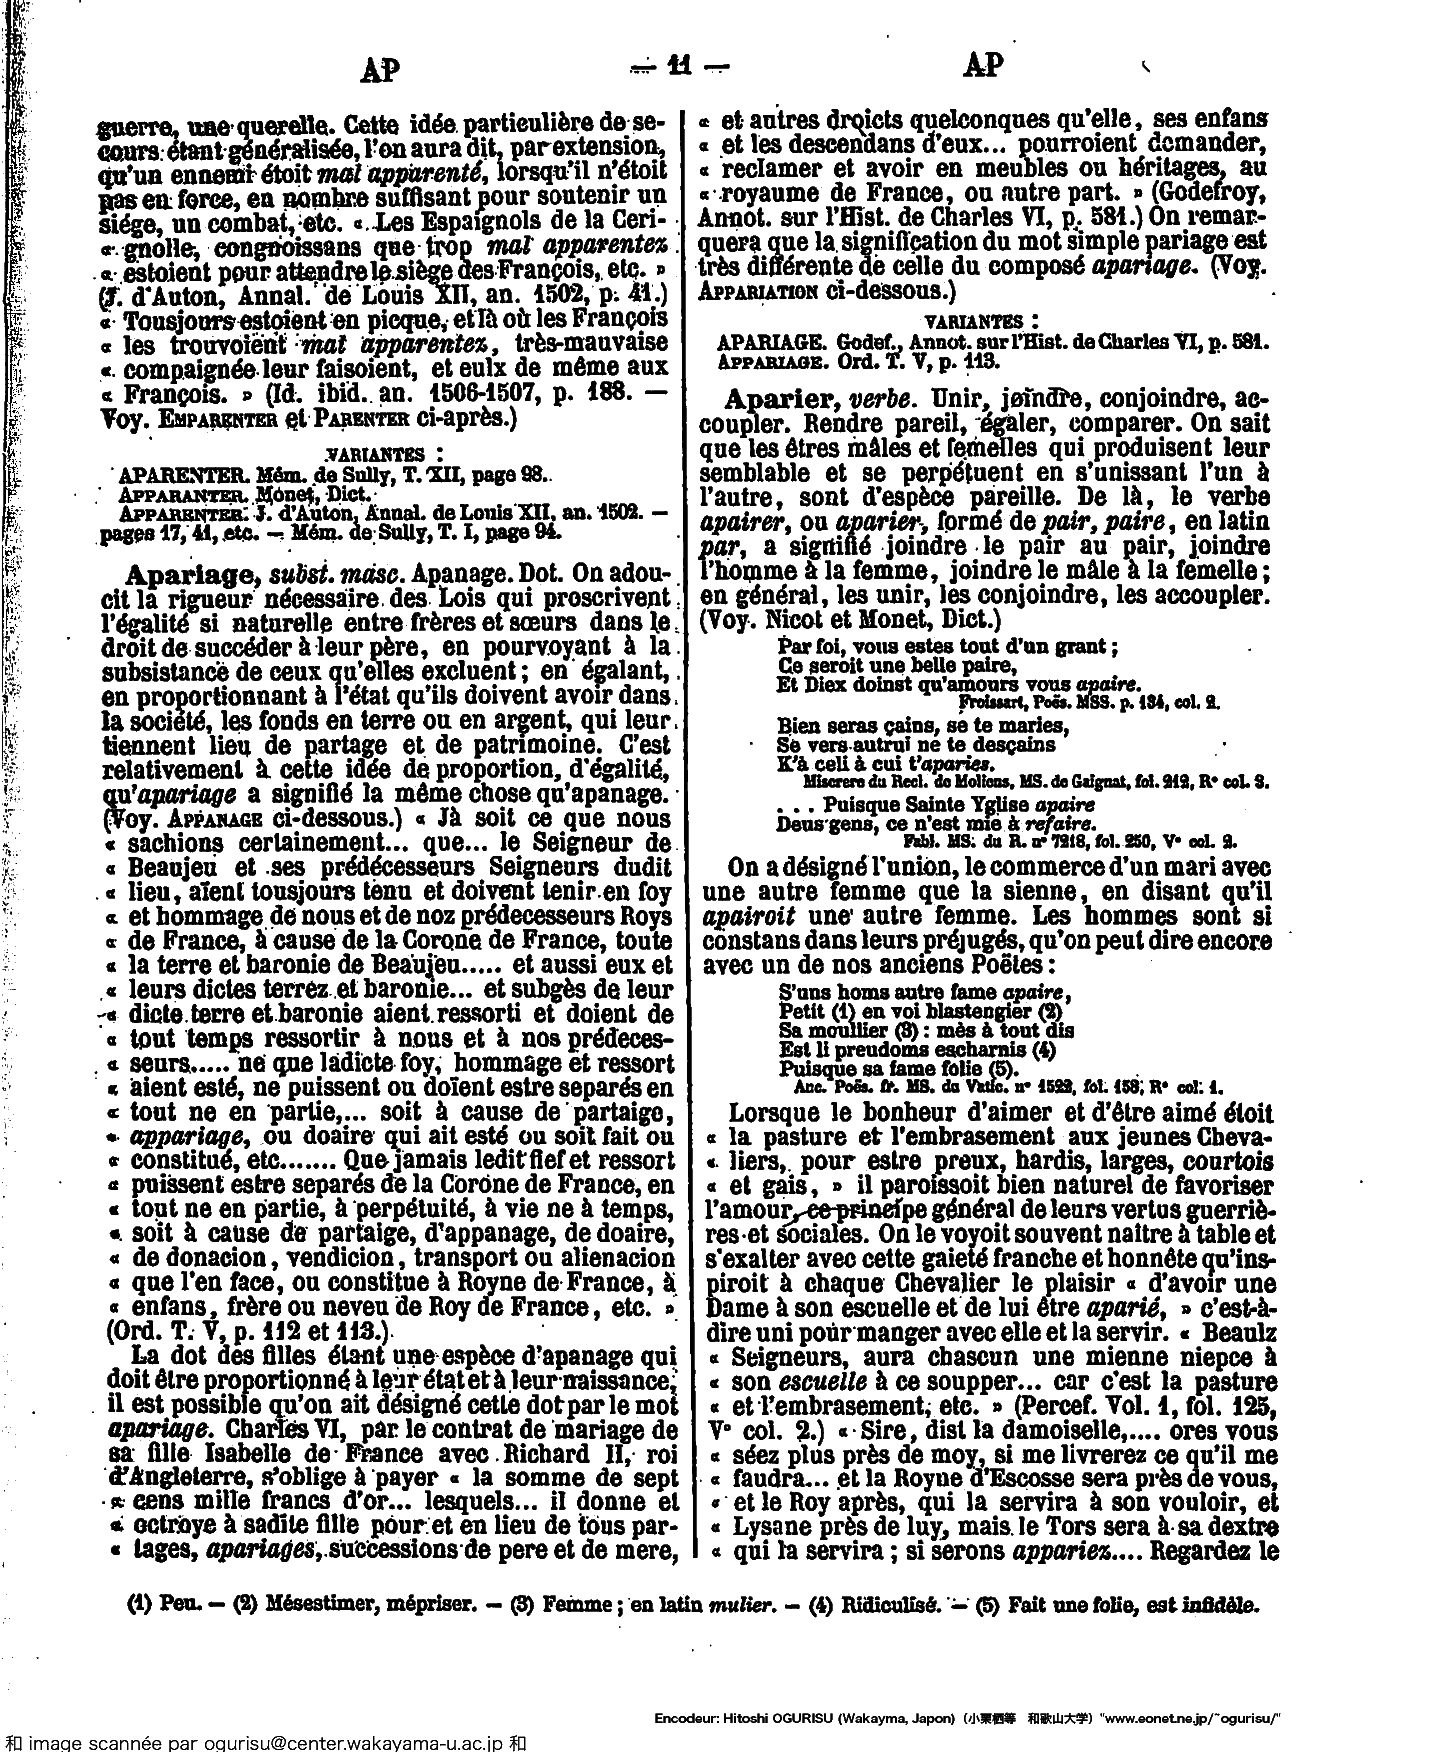 AP
— 11 —
AP
guerre, une querelle. Cette idée particulière de se-
cours étant généralisée, l'on aura dit, par extension,
qu'un ennemi étoit mal apparenté, lorsqu'il n'étoit
pas en force, en nombre suffisant pour soutenir un
siége, un combat, etc. « Les Espaignols de la Ceri-
« gnolle, congnoissans que trop mal apparentez
« estoient pour attendre le siège des François, etc. »
(J. d'Auton, Annal. de Louis XII, an. 1502, p. 41.)
« Tousjours estoient en picque, et là où les François
« les trouvoient mal apparentez, très-mauvaise
« compaignée leur faisoient, et eulx de même aux
« François. » (Id. ibid. an. 1506-1507, p. 188. —
Voy. EMPARENTER et PARENTER ci-après.)
VARIANTES :
APARENTER. Mém. de Sully, T. XII, page 98.
APPARANTER. Monet, Dict.
APPARENTER. J. d'Auton, Annal. de Louis XII, an. 1502. —
pages 17, 41, etc. — Mém. de Sully, T. I, page 94.
Apariage, subst. masc. Apanage. Dot. On adou-
cit la rigueur nécessaire des Lois qui proscrivent
l'égalité si naturelle entre frères et sœurs dans le
droit de succéder à leur père, en pourvoyant à la
subsistance de ceux qu'elles excluent ; en égalant,
en proportionnant à l'état qu'ils doivent avoir dans
la société, les fonds en terre ou en argent, qui leur
tiennent lieu de partage et de patrimoine. C'est
relativement à cette idée de proportion, d'égalité,
qu'apariage a signifié la même chose qu'apanage.
(Voy. APPANAGE ci-dessous.) « Jà soit ce que nous
« sachions certainement... que... le Seigneur de
« Beaujeu et ses prédécesseurs Seigneurs dudit
« lieu, aïent tousjours tenu et doivent tenir en foy
« et hommage de nous et de noz prédecesseurs Roys
« de France, à cause de la Corone de France, toute
« la terre et baronie de Beaujeu..... et aussi eux et
« leurs dictes terrez et baronie... et subgès de leur
« dicte terre et baronie aient ressorti et doient de
« tout temps ressortir à nous et à nos prédeces-
« seurs..... ne que ladicte foy, hommage et ressort
« aient esté, ne puissent ou doïent estre separés en
« tout ne en partie,... soit à cause de partaige,
« appariage, ou doaire qui ait esté ou soit fait ou
« constitué, etc....... Que jamais ledit fief et ressort
« puissent estre separés de la Corone de France, en
« tout ne en partie, à perpétuité, à vie ne à temps,
« soit à cause de partaige, d'appanage, de doaire,
« de donacion, vendicion, transport ou alienacion
« que l'en face, ou constitue à Royne de France, à
« enfans, frère ou neveu de Roy de France, etc. »
(Ord. T. V, p. 112 et 113.)
La dot des filles étant une espèce d'apanage qui
doit être proportionné à leur état et à leur naissance,
il est possible qu'on ait désigné cette dot par le mot
apariage. Charles VI, par le contrat de mariage de
sa fille Isabelle de France avec Richard II, roi
d'Angleterre, s'oblige à payer « la somme de sept
« cens mille francs d'or... lesquels... il donne et
« octroye à sadite fille pour et en lieu de tous par-
« tages, apariages, successions de pere et de mere,
« et autres droicts quelconques qu'elle, ses enfans
« et les descendans d'eux... pourroient demander,
« reclamer et avoir en meubles ou héritages, au
« royaume de France, ou autre part. » (Godefroy,
Annot. sur l'Hist. de Charles VI, p. 581.) On remar-
quera que la signification du mot simple pariage est
très différente de celle du composé apariage. (Voy.
APPARIATION ci-dessous.)
VARIANTES :
APARIAGE. Godef., Annot. sur l'Hist. de Charles VI, p. 581.
APPARIAGE. Ord. T. V, p. 113.
Aparier, verbe. Unir, joindre, conjoindre, ac-
coupler. Rendre pareil, égaler, comparer. On sait
que les êtres mâles et femelles qui produisent leur
semblable et se perpétuent en s'unissant l'un à
l'autre, sont d'espèce pareille. De là, le verbe
apairer, ou aparier, formé de pair, paire, en latin
par, a signifié joindre le pair au pair, joindre
l'homme à la femme, joindre le mâle à la femelle ;
en général, les unir, les conjoindre, les accoupler.
(Voy. Nicot et Monet, Dict.)
Par foi, vous estes tout d'un grant ;
Ce seroit une belle paire,
Et Diex doinst qu'amours vous apaire.
Froissart, Poës. MSS. p. 134, col. 2.
Bien seras çains, se te maries,
Se vers autrui ne te desçains
K'à celi à cui t'aparies.
Miserere du Recl. de Moliens, MS. de Gaignat, fol. 212, R° col. 3.
. . . Puisque Sainte Yglise apaire
Deus gens, ce n'est mie à refaire.
Fabl. MS. du R. n° 7218, fol. 250, V° col. 2.
On a désigné l'union, le commerce d'un mari avec
une autre femme que la sienne, en disant qu'il
apairoit une autre femme. Les hommes sont si
constans dans leurs préjugés, qu'on peut dire encore
avec un de nos anciens Poëtes :
S'uns homs autre fame apaire,
Petit (1) en voi blastengier (2)
Sa moullier (3) : mès à tout dis
Est li preudoms escharnis (4)
Puisque sa fame folie (5).
Anc. Poës. fr. MS. du Vatic. n° 1522, fol. 158, R° col. 1.
Lorsque le bonheur d'aimer et d'être aimé étoit
« la pasture et l'embrasement aux jeunes Cheva-
« liers, pour estre preux, hardis, larges, courtois
« et gais, » il paroissoit bien naturel de favoriser
l'amour, ce principe général de leurs vertus guerriè-
res et sociales. On le voyoit souvent naître à table et
s'exalter avec cette gaieté franche et honnête qu'ins-
piroit à chaque Chevalier le plaisir « d'avoir une
Dame à son escuelle et de lui être aparié, » c'est-à-
dire uni pour manger avec elle et la servir. « Beaulz
« Seigneurs, aura chascun une mienne niepce à
« son escuelle à ce soupper... car c'est la pasture
« et l'embrasement, etc. » (Percef. Vol. 1, fol. 125,
V° col. 2.) « Sire, dist la damoiselle,.... ores vous
« séez plus près de moy, si me livrerez ce qu'il me
« faudra... et la Royne d'Escosse sera près de vous,
« et le Roy après, qui la servira à son vouloir, et
« Lysane près de luy, mais le Tors sera à sa dextre
« qui la servira ; si serons appariez.... Regardez le
(1) Peu. — (2) Mésestimer, mépriser. — (3) Femme ; en latin mulier. — (4) Ridiculisé. — (5) Fait une folie, est infidèle.
Encodeur: Hitoshi OGURISU (Wakayma, Japon) (小栗栖等 和歌山大学) "www.eonet.ne.jp/~ogurisu/"
和 image scannée par ogurisu@center.wakayama-u.ac.jp 和